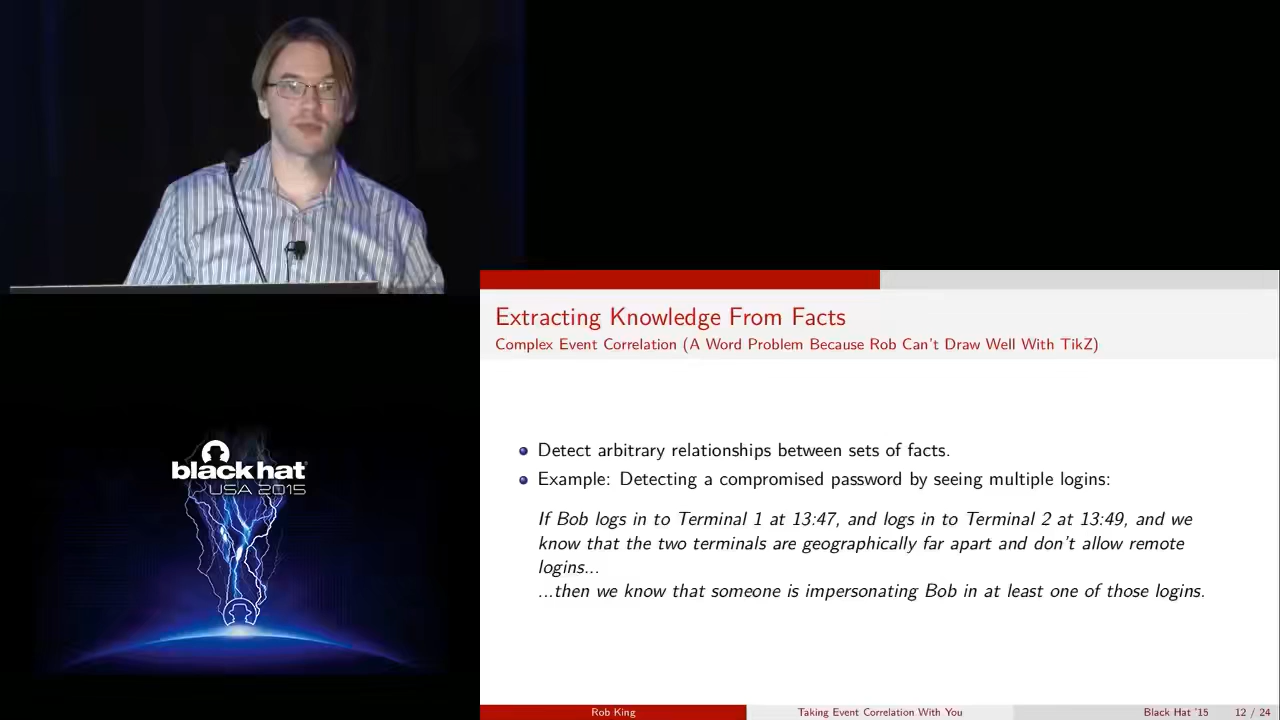 Extracting Knowledge From Facts
Complex Event Correlation (A Word Problem Because Rob Can't Draw Well With TikZ)
Detect arbitrary relationships between sets of facts.
Example: Detecting a compromised password by seeing multiple logins:
If Bob logs in to Terminal 1 at 13:47, and logs in to Terminal 2 at 13:49, and we
know that the two terminals are geographically far apart and don't allow remote
logins...
...then we know that someone is impersonating Bob in at least one of those logins.
black hat
USA 2015
Rob King
Taking Event Correlation With You
Black Hat '15
12 / 24